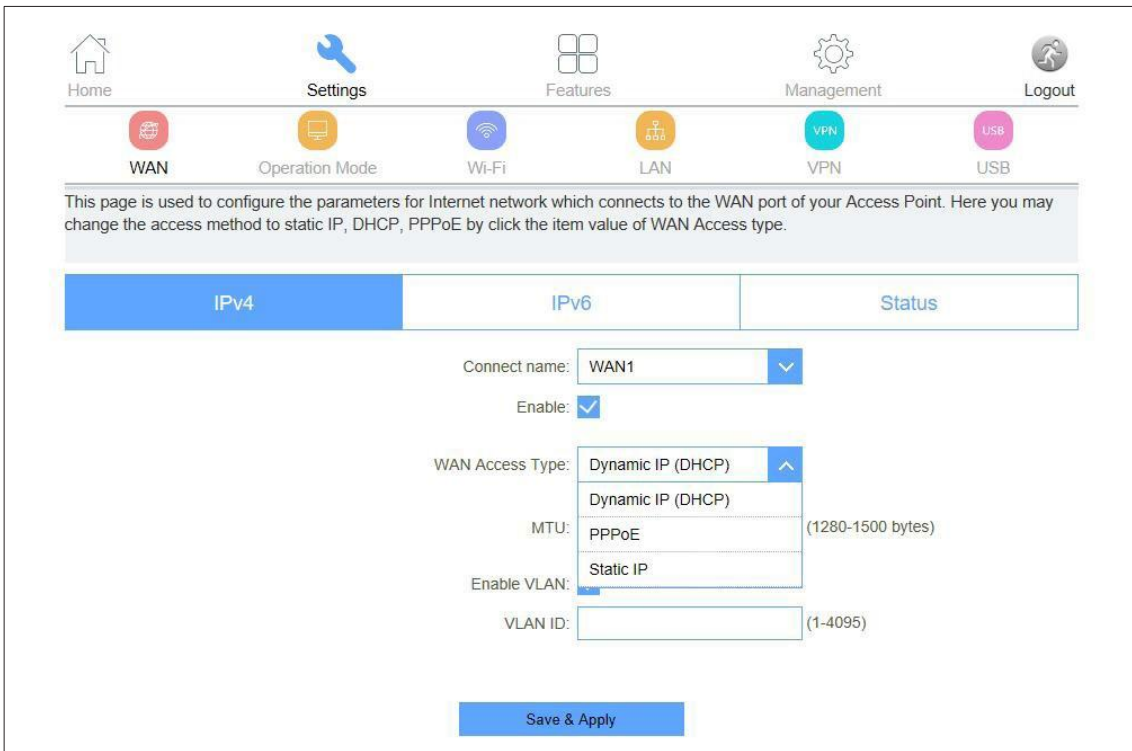 Home Settings Features Management Logout
VPN USB
WAN Operation Mode Wi-Fi LAN VPN USB
This page is used to configure the parameters for Internet network which connects to the WAN port of your Access Point. Here you may
change the access method to static IP, DHCP, PPPoE by click the item value of WAN Access type.
IPv4 IPv6 Status
Connect name: WAN1
Enable:
WAN Access Type: Dynamic IP (DHCP)
Dynamic IP (DHCP)
MTU: PPPoE (1280-1500 bytes)
Static IP
Enable VLAN:
VLAN ID: (1-4095)
Save & Apply